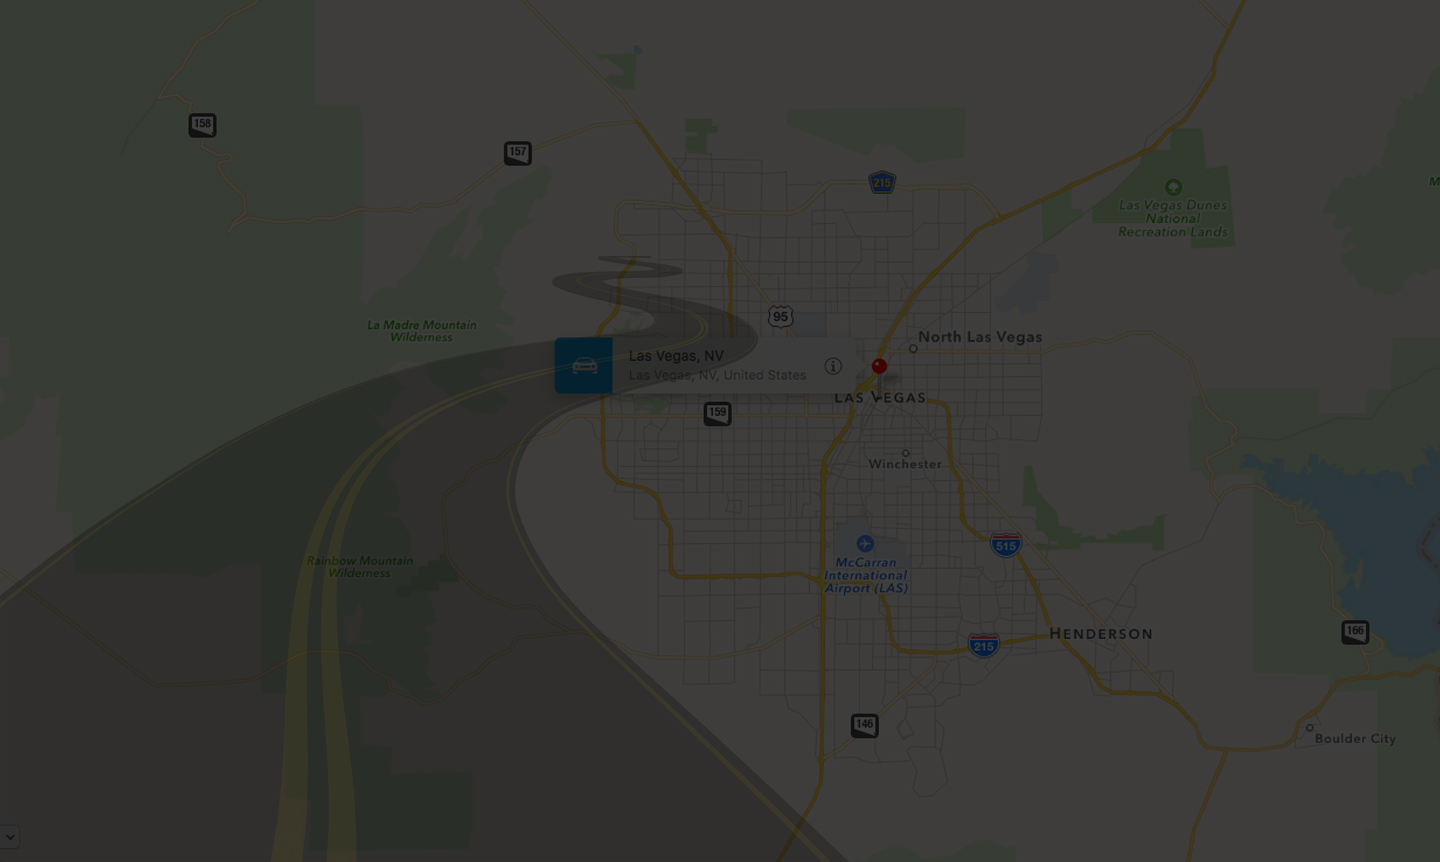 158
157
215
Las Vegas Dunes
National
Recreation Lands
M
La Madre Mountain
Wilderness
95
North Las Vegas
Las Vegas, NV
Las Vegas, NV, United States
LAS VEGAS
159
Winchester
515
McCarran
International
Airport (LAS)
Rainbow Mountain
Wilderness
HENDERSON
166
215
146
Boulder City